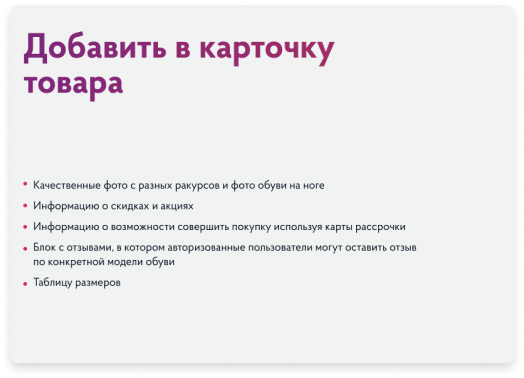 Добавить в карточку
товара
Качественные фото с разных ракурсов и фото обуви на ноге
Информацию о скидках и акциях
Информацию о возможности совершить покупку используя карты рассрочки
Блок с отзывами, в котором авторизованные пользователи могут оставить отзыв
по конкретной модели обуви
Таблицу размеров